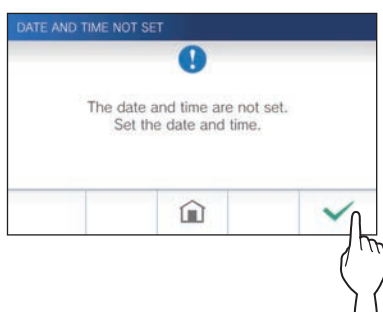 DATE AND TIME NOT SET
The date and time are not set.
Set the date and time.